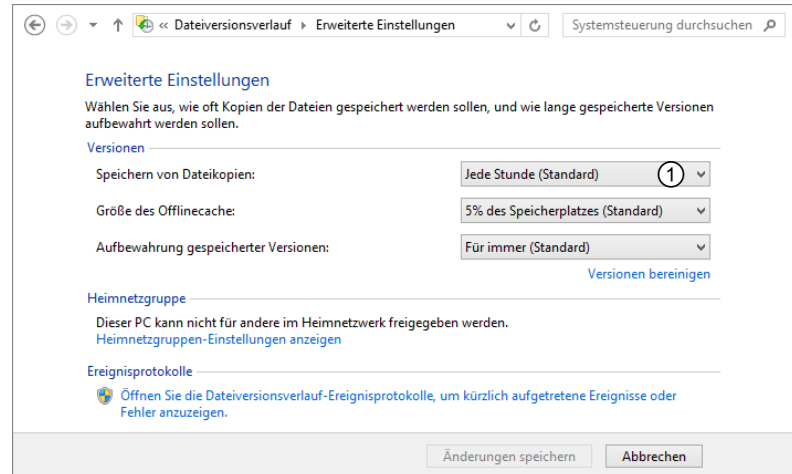 « Dateiversionsverlauf ▸ Erweiterte Einstellungen Systemsteuerung durchsuchen
Erweiterte Einstellungen
Wählen Sie aus, wie oft Kopien der Dateien gespeichert werden sollen, und wie lange gespeicherte Versionen
aufbewahrt werden sollen.
Versionen
Speichern von Dateikopien: Jede Stunde (Standard) 1
Größe des Offlinecache: 5% des Speicherplatzes (Standard)
Aufbewahrung gespeicherter Versionen: Für immer (Standard)
Versionen bereinigen
Heimnetzgruppe
Dieser PC kann nicht für andere im Heimnetzwerk freigegeben werden.
Heimnetzgruppen-Einstellungen anzeigen
Ereignisprotokolle
Öffnen Sie die Dateiversionsverlauf-Ereignisprotokolle, um kürzlich aufgetretene Ereignisse oder
Fehler anzuzeigen.
Änderungen speichern Abbrechen